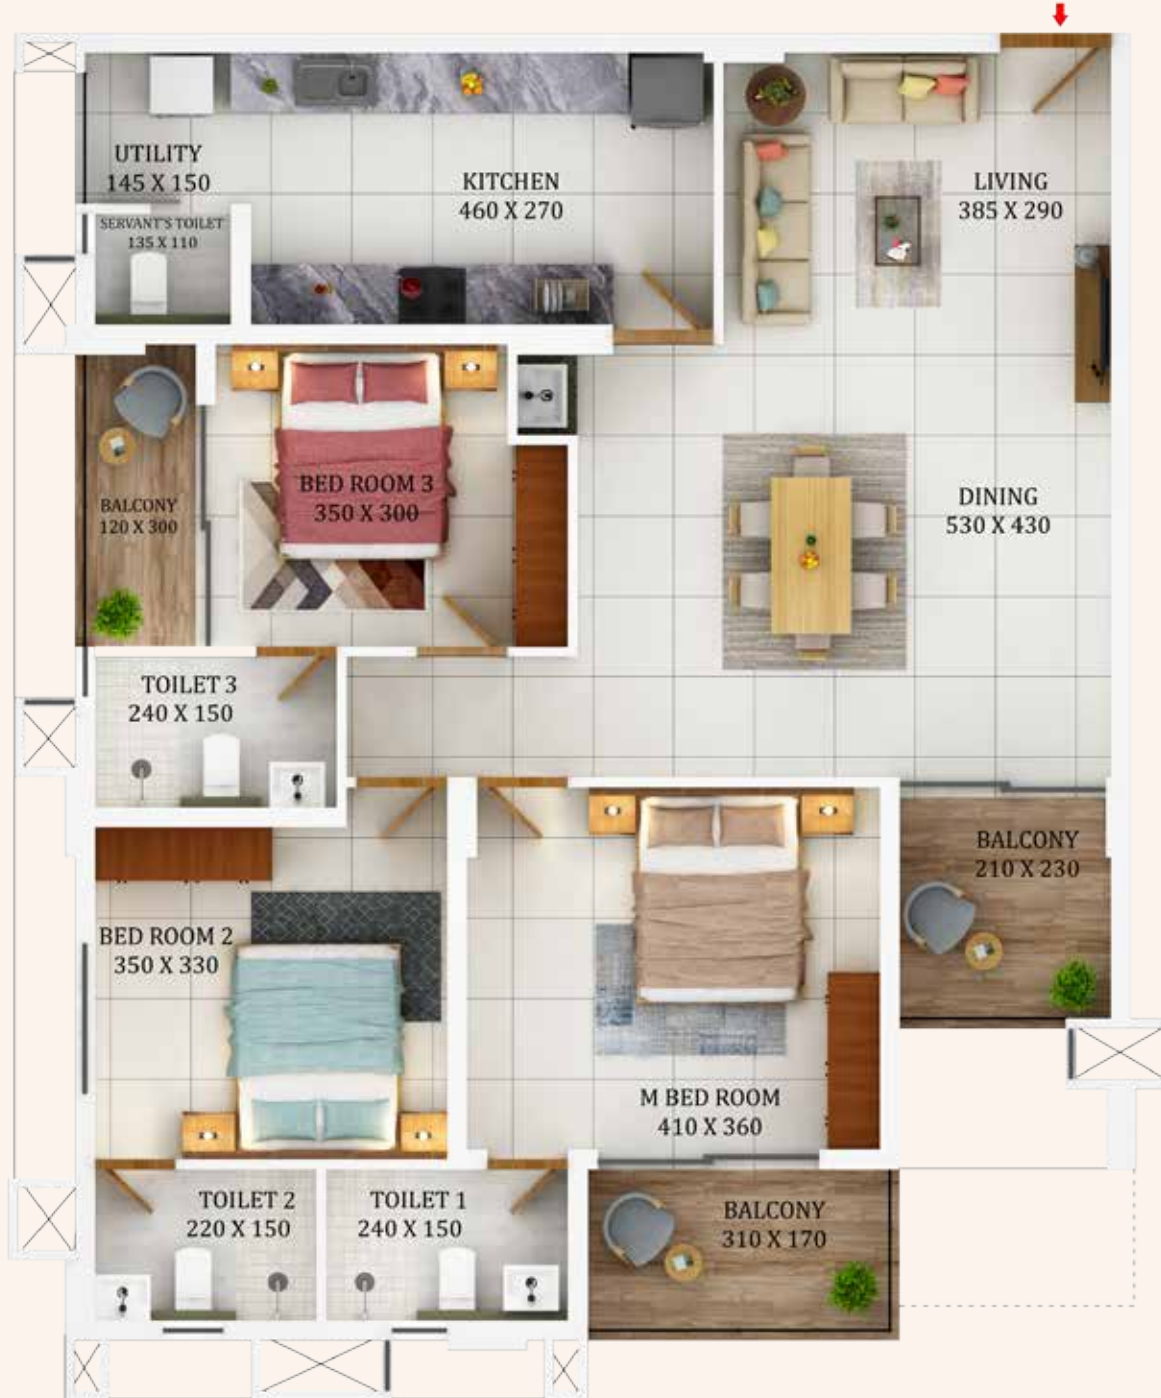 UTILITY
145 X 150
KITCHEN
460 X 270
LIVING
385 X 290
SERVANT'S TOILET
135 X 110
BED ROOM 3
350 X 300
BALCONY
120 X 300
DINING
530 X 430
TOILET 3
240 X 150
BALCONY
210 X 230
BED ROOM 2
350 X 330
M BED ROOM
410 X 360
TOILET 2
220 X 150
TOILET 1
240 X 150
BALCONY
310 X 170